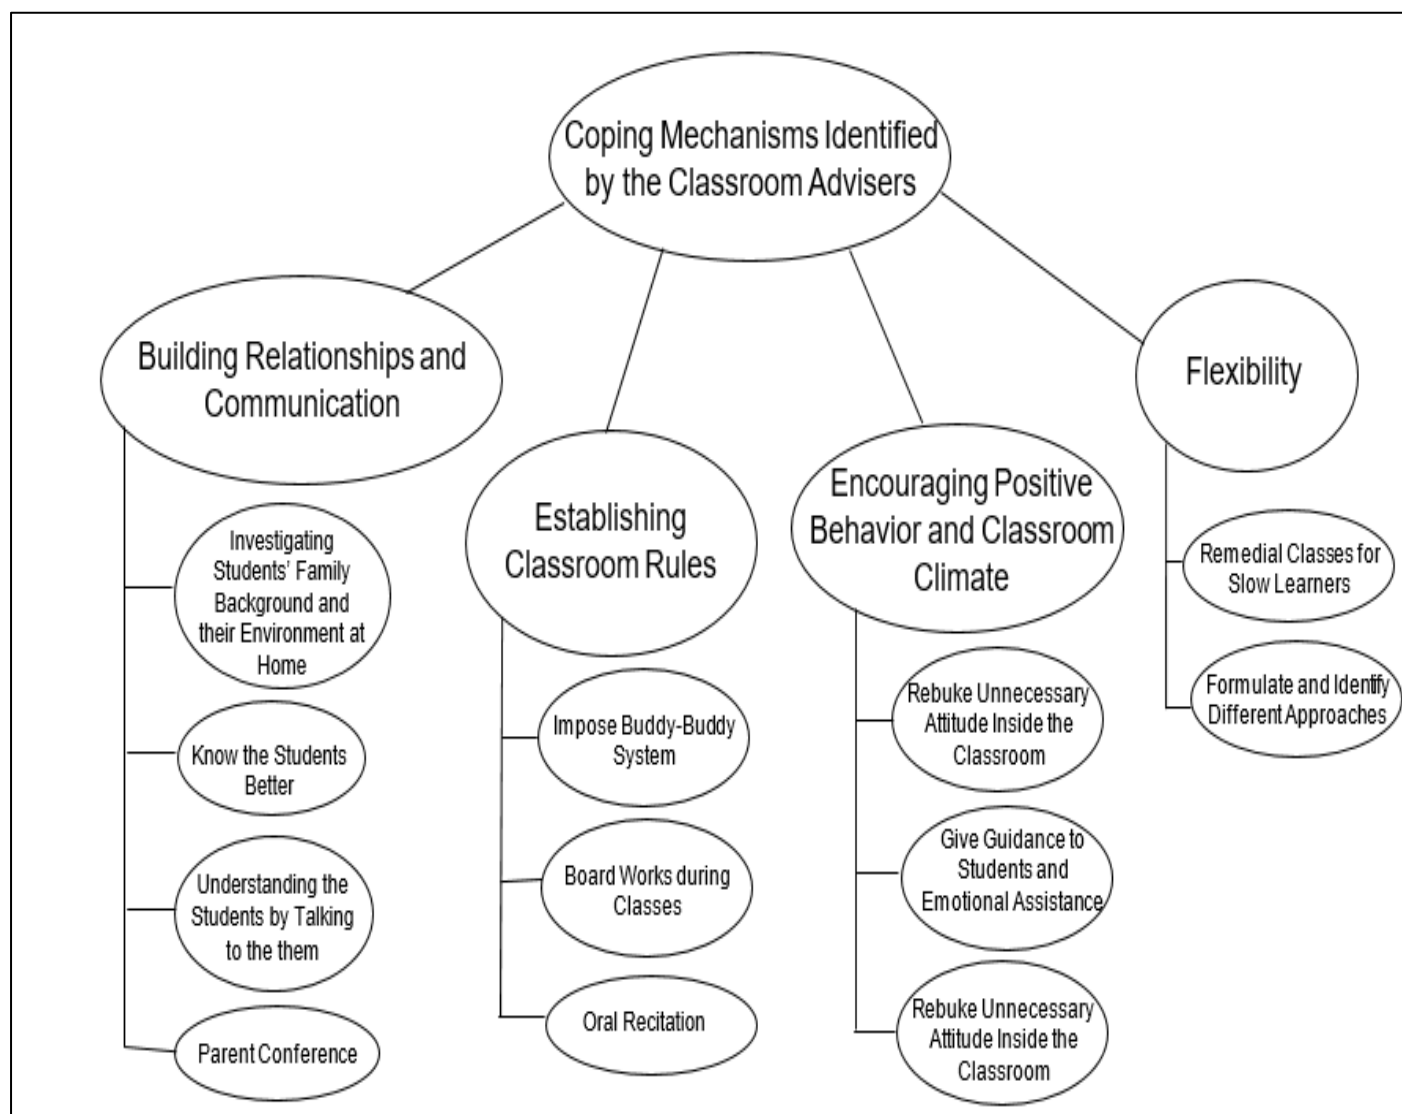 Coping Mechanisms Identified
by the Classroom Advisers
Building Relationships and
Communication
Investigating
Students’ Family
Background and
their Environment at
Home
Know the Students
Better
Understanding the
Students by Talking
to the them
Parent Conference
Establishing
Classroom Rules
Impose Buddy-Buddy
System
Board Works during
Classes
Oral Recitation
Encouraging Positive
Behavior and Classroom
Climate
Rebuke Unnecessary
Attitude Inside the
Classroom
Give Guidance to
Students and
Emotional Assistance
Rebuke Unnecessary
Attitude Inside the
Classroom
Flexibility
Remedial Classes for
Slow Learners
Formulate and Identify
Different Approaches